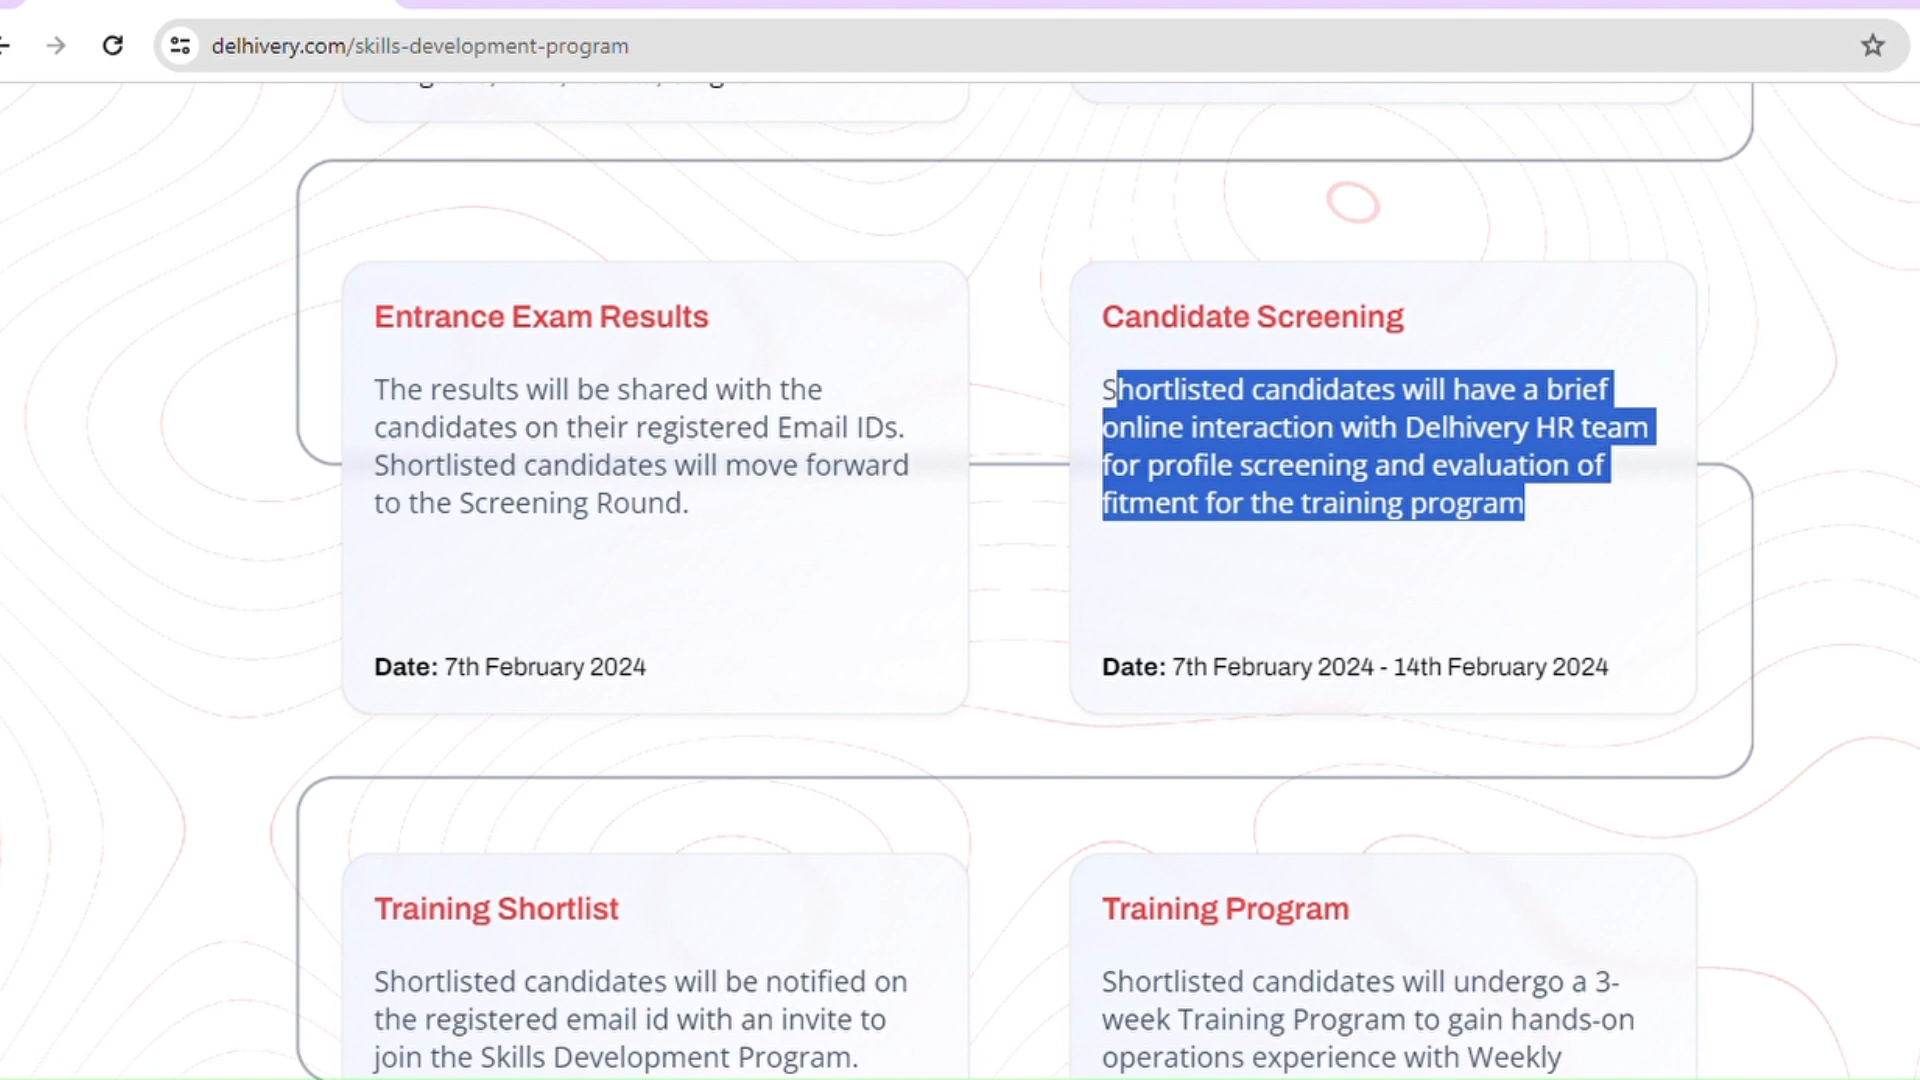 delhivery.com/skills-development-program
Entrance Exam Results
The results will be shared with the
candidates on their registered Email IDs.
Shortlisted candidates will move forward
to the Screening Round.
Date: 7th February 2024
Candidate Screening
Shortlisted candidates will have a brief
online interaction with Delhivery HR team
for profile screening and evaluation of
fitment for the training program
Date: 7th February 2024 - 14th February 2024
Training Shortlist
Shortlisted candidates will be notified on
the registered email id with an invite to
join the Skills Development Program.
Training Program
Shortlisted candidates will undergo a 3-
week Training Program to gain hands-on
operations experience with Weekly